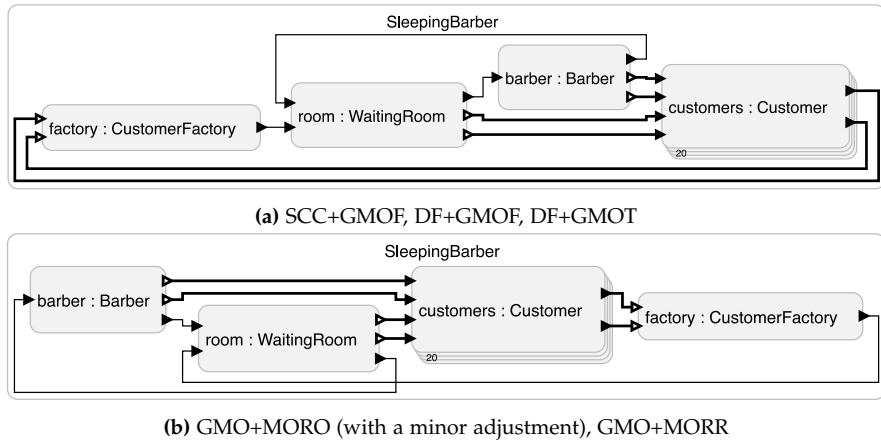 SleepingBarber
barber : Barber
customers : Customer
room : WaitingRoom
factory : CustomerFactory
20
(a) SCC+GMOF, DF+GMOF, DF+GMOT
SleepingBarber
barber : Barber
customers : Customer
factory : CustomerFactory
room : WaitingRoom
20
(b) GMO+MORO (with a minor adjustment), GMO+MORR